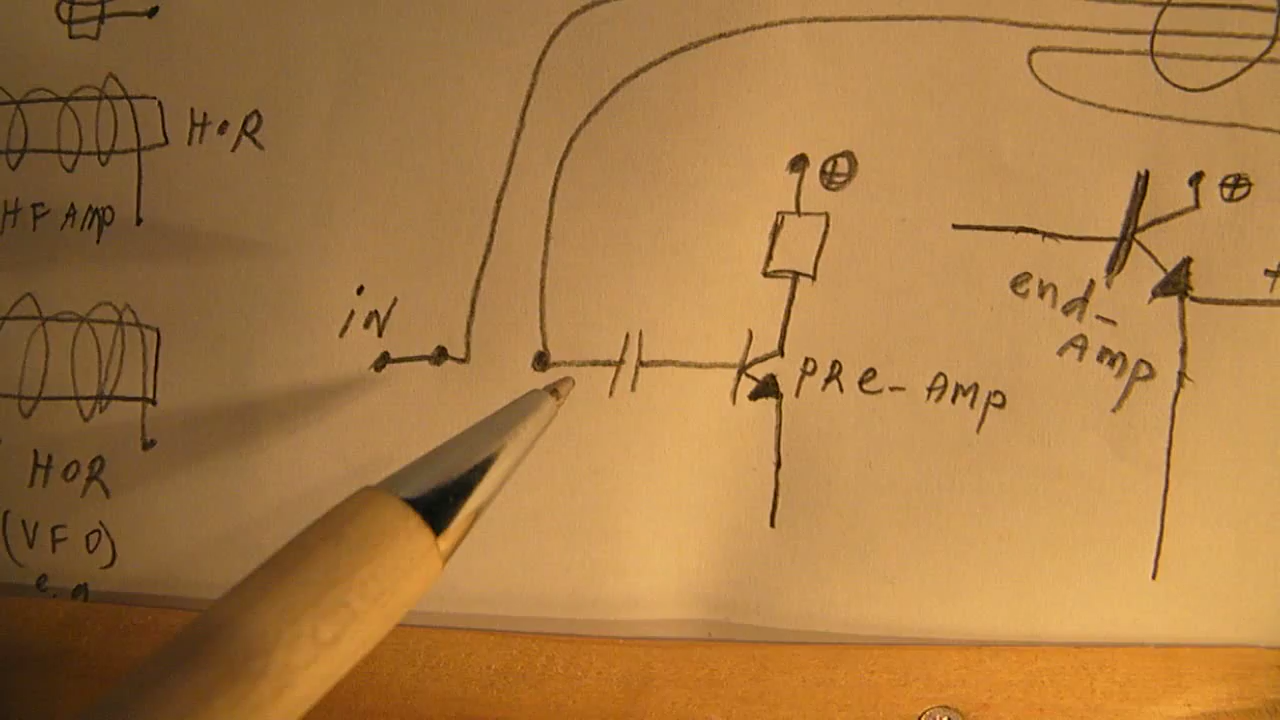 HOR
HF AMP
iN
PRe-AMP
end-
Amp
HOR
(VFO)
e.g